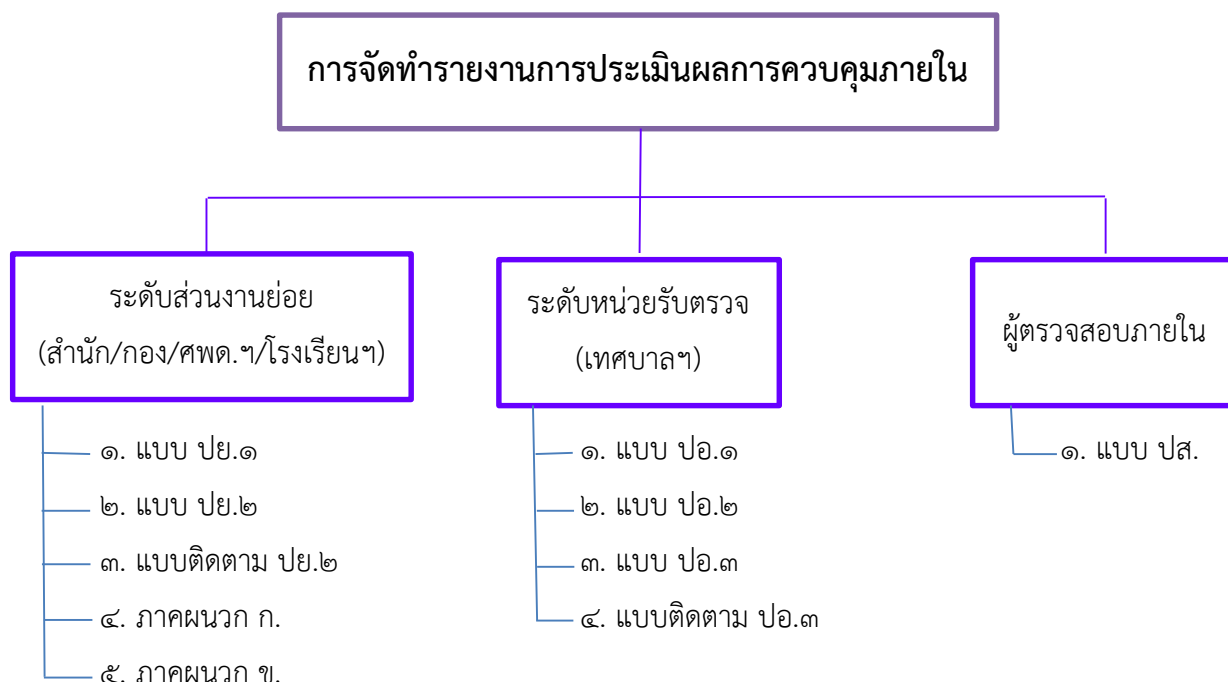 การจัดทำรายงานการประเมินผลการควบคุมภายใน
ระดับส่วนงานย่อย
(สำนัก/กอง/ศพด.ฯ/โรงเรียนฯ)
๑. แบบ ปย.๑
๒. แบบ ปย.๒
๓. แบบติดตาม ปย.๒
๔. ภาคผนวก ก.
๕. ภาคผนวก ข.
ระดับหน่วยรับตรวจ
(เทศบาลฯ)
๑. แบบ ปอ.๑
๒. แบบ ปอ.๒
๓. แบบ ปอ.๓
๔. แบบติดตาม ปอ.๓
ผู้ตรวจสอบภายใน
๑. แบบ ปส.